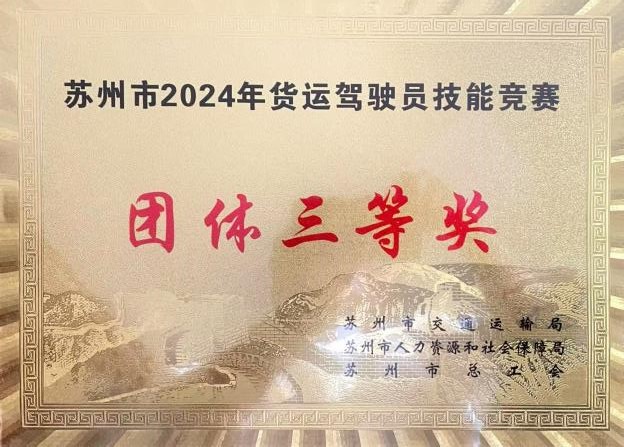 苏州市2024年货运驾驶员技能竞赛
团体三等奖
苏州市交通运输局
苏州市人力资源和社会保障局
苏州市总工会